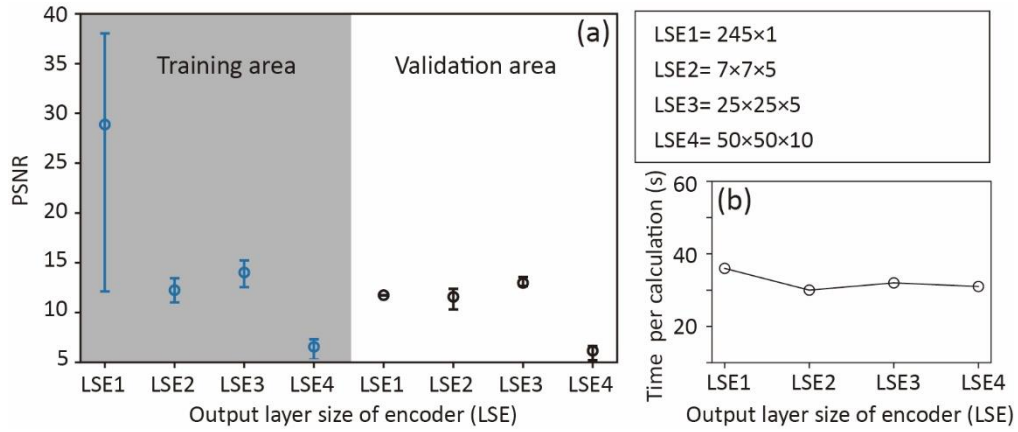 40
35
30
25
20
15
10
5
PSNR
(a)
Training area
Validation area
LSE1 LSE2 LSE3 LSE4 LSE1 LSE2 LSE3 LSE4
Output layer size of encoder (LSE)
LSE1= 245×1
LSE2= 7×7×5
LSE3= 25×25×5
LSE4= 50×50×10
Time per calculation (s)
60
40
20
(b)
LSE1 LSE2 LSE3 LSE4
Output layer size of encoder (LSE)